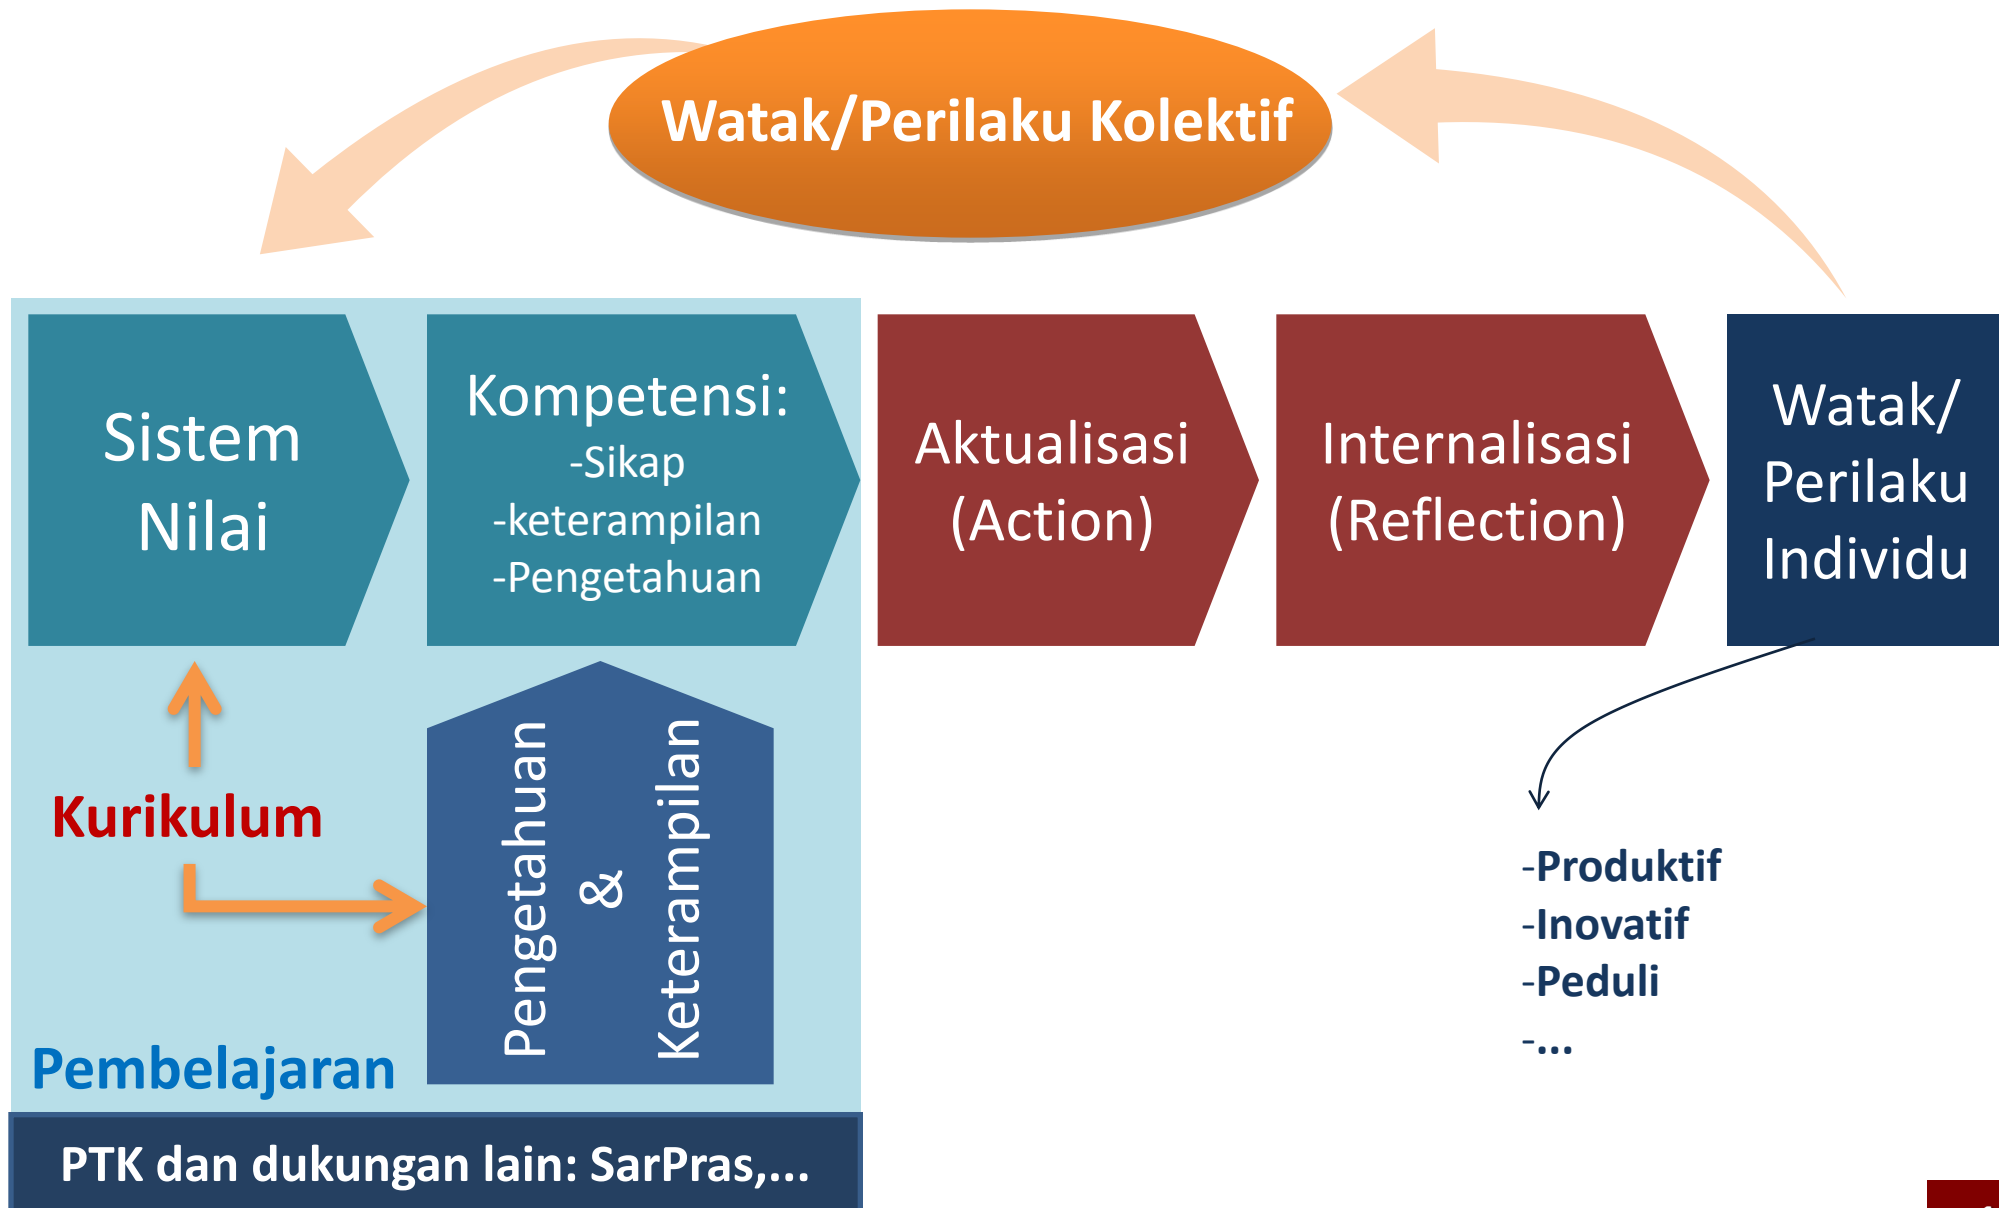 Watak/Perilaku Kolektif
Sistem
Nilai
Kompetensi:
-Sikap
-keterampilan
-Pengetahuan
Aktualisasi
(Action)
Internalisasi
(Reflection)
Watak/
Perilaku
Individu
Kurikulum
Pengetahuan
&
Keterampilan
Pembelajaran
-Produktif
-Inovatif
-Peduli
-...
PTK dan dukungan lain: SarPras,...